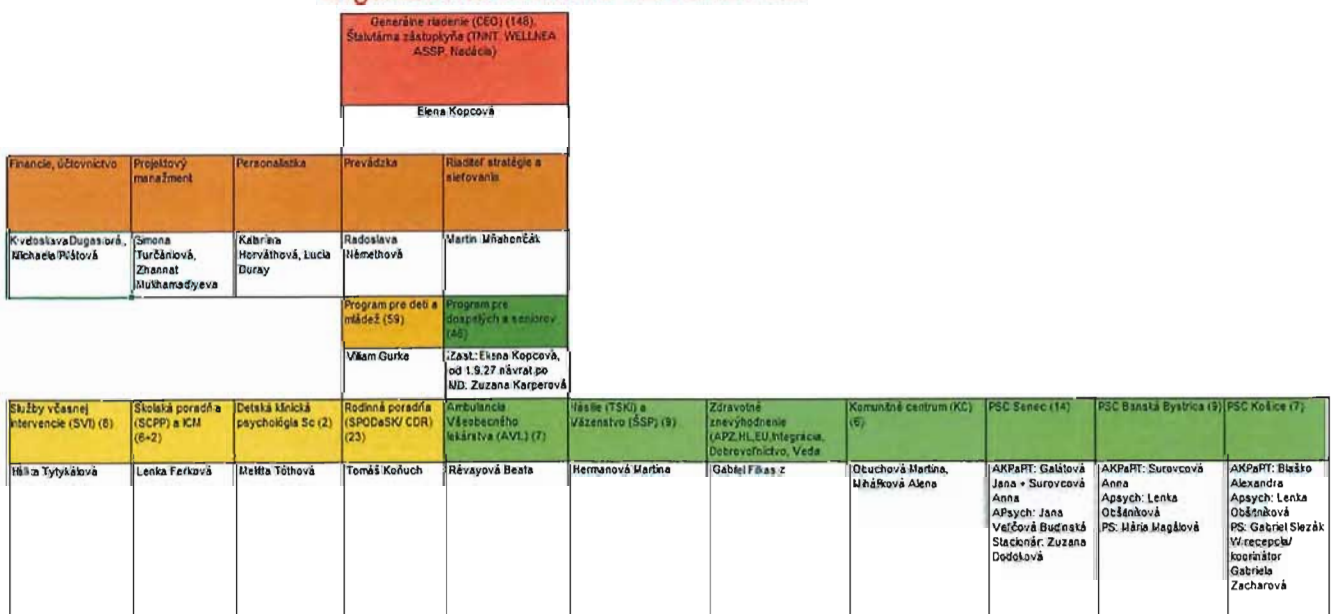 Generálne riadenie (CEO) (148),
Štatutárna zástupkyňa (TNNT, WELLNEA
ASSP, Nadácia)
Elena Kopcová
Financie, účtovníctvo
Projektový
manažment
Personalistika
Prevádzka
Riaditeľ stratégie a
sieťovania
Kvetoslava Dugasová,
Michaela
Simona
Turčániová,
Zhannat
Mukhamadiyeva
Katarína
Horváthová, Lucia
Duray
Radoslava
Némethová
Martin Mňahončák
Program pre deti a
mládež (59)
Program pre
dospelých a seniorov
(46)
Viliam Gurka
Zast.: Elena Kopcová,
od 1.9.27 návrat po
MD: Zuzana Karperová
Služby včasnej
intervencie (SVI) (8)
Školská poradňa
(SCPP) a ICM
(6+2)
Detská klinická
psychológia Sc (2)
Rodinná poradňa
(SPODaSK/ CDR)
(23)
Ambulancia
Všeobecného
lekárstva (AVL) (7)
Násilie (TSKI) a
Väzenstvo (ŠSP) (9)
Zdravotné
znevýhodnenie
(APZ,HL,EU,Integrácia,
Dobrovoľníctvo, Veda
Komunitné centrum (KC)
(6)
PSC Senec (14)
PSC Banská Bystrica (9)
PSC Košice (7)
Tytykálová
Lenka Ferková
Melitta Tóthová
Tomáš Koňuch
Révayová Beata
Hermanová Martina
Gabriel
Obuchová Martina,
Miháľková Alena
AKPaPT: Galátová
Jana + Surovcová
Anna
APsych: Jana
Veľčová Budinská
Stacionár: Zuzana
Dodoková
AKPaPT: Surovcová
Anna
Apsych: Lenka
Obšitníková
PS: Mária Magálová
AKPaPT: Blaško
Alexandra
Apsych: Lenka
Obšitníková
PS: Gabriel Slezák
W recepcia/
koorinátor
Gabriela
Zacharová